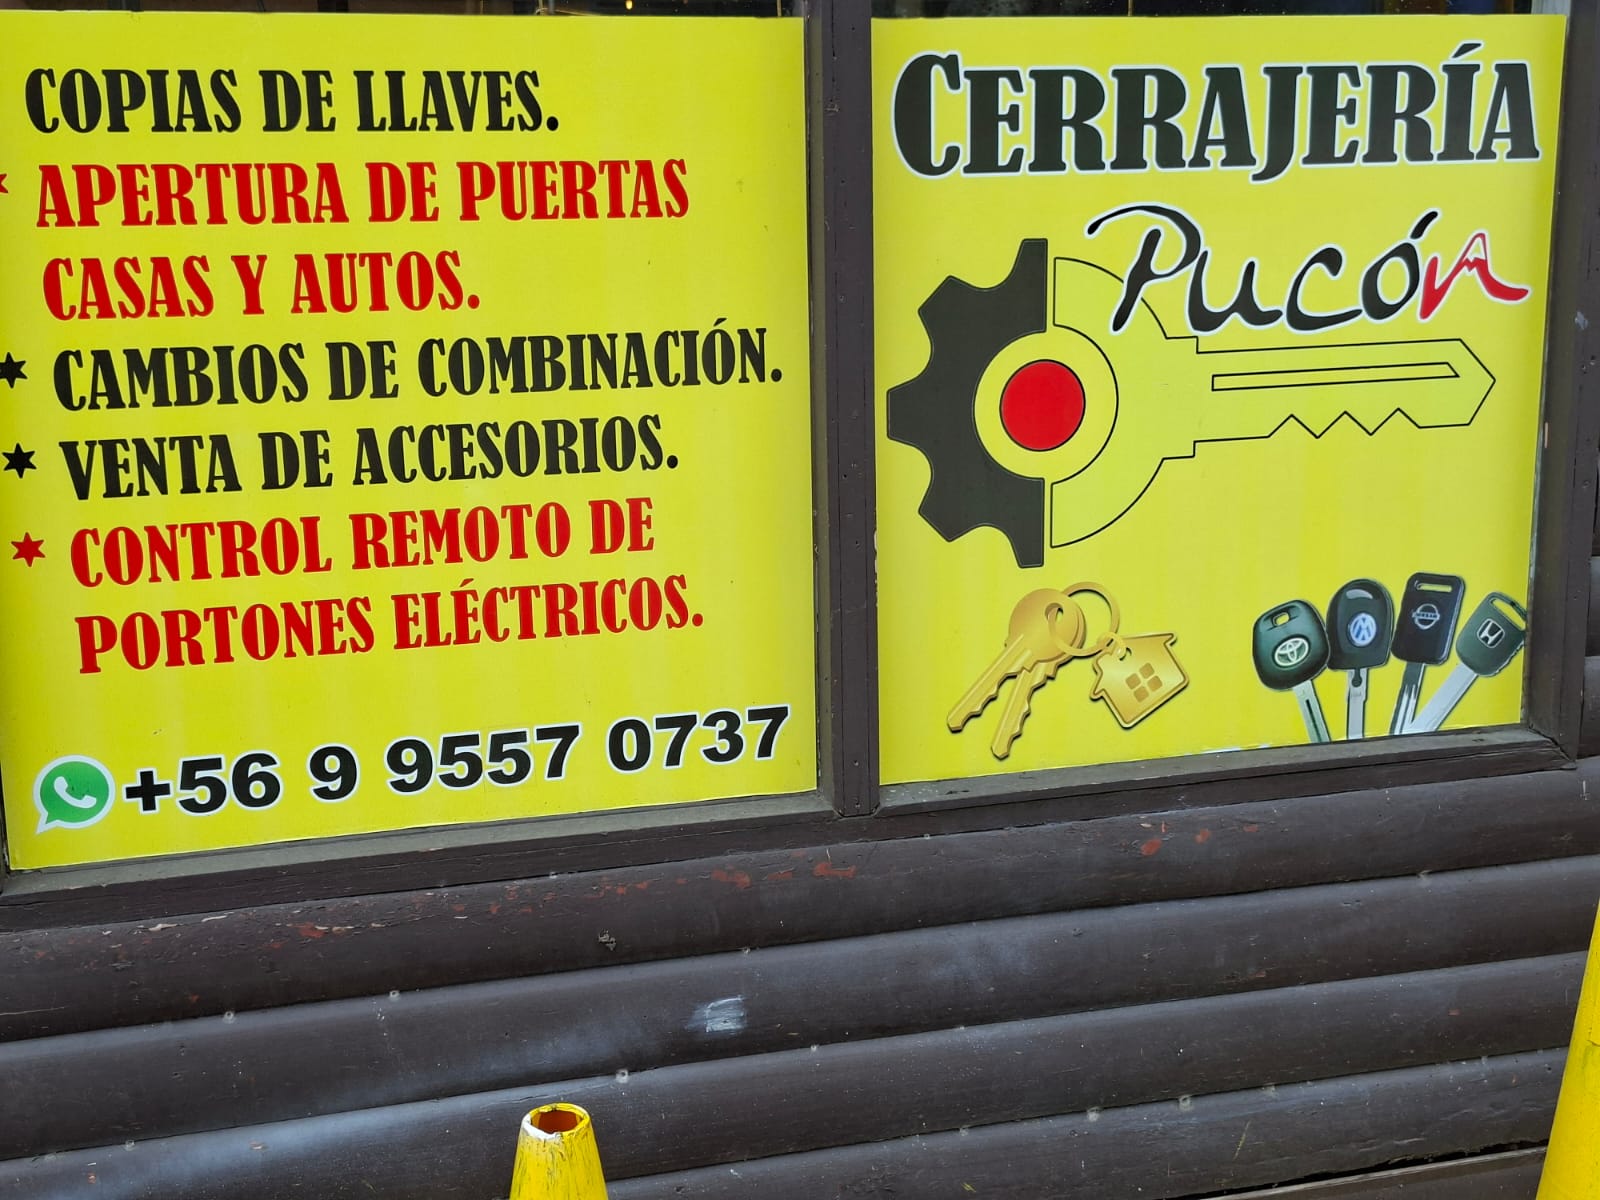 COPIAS DE LLAVES.
APERTURA DE PUERTAS
CASAS Y AUTOS.
CAMBIOS DE COMBINACIÓN.
VENTA DE ACCESORIOS.
CONTROL REMOTO DE
PORTONES ELÉCTRICOS.
+56 9 9557 0737
CERRAJERÍA
Pucón
NISSAN